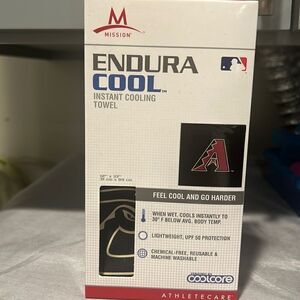 M
MISSION
ENDURA
COOL™
INSTANT COOLING
TOWEL
A
FEEL COOL AND GO HARDER
WHEN WET, COOLS INSTANTLY TO
30° F BELOW AVG. BODY TEMP.
LIGHTWEIGHT, UPF 50 PROTECTION
CHEMICAL-FREE, REUSABLE &
MACHINE WASHABLE
coolcore
ATHLETECARE